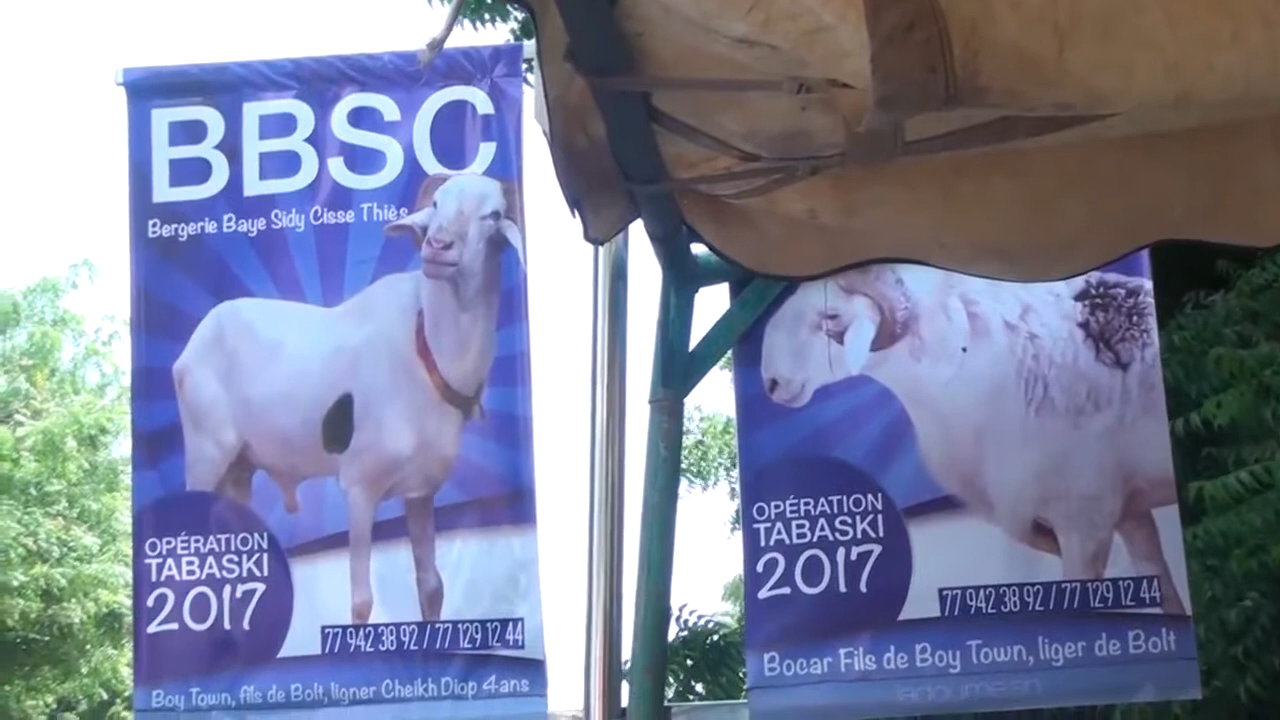 BBSC
Bergerie Baye Sidy Cisse Thiès
OPÉRATION
TABASKI
2017
77 942 38 92 / 77 129 12 44
Boy Town, fils de Bolt, ligner Cheikh Diop 4ans
OPÉRATION
TABASKI
2017
77 942 38 92 / 77 129 12 44
Bocar Fils de Boy Town, liger de Bolt